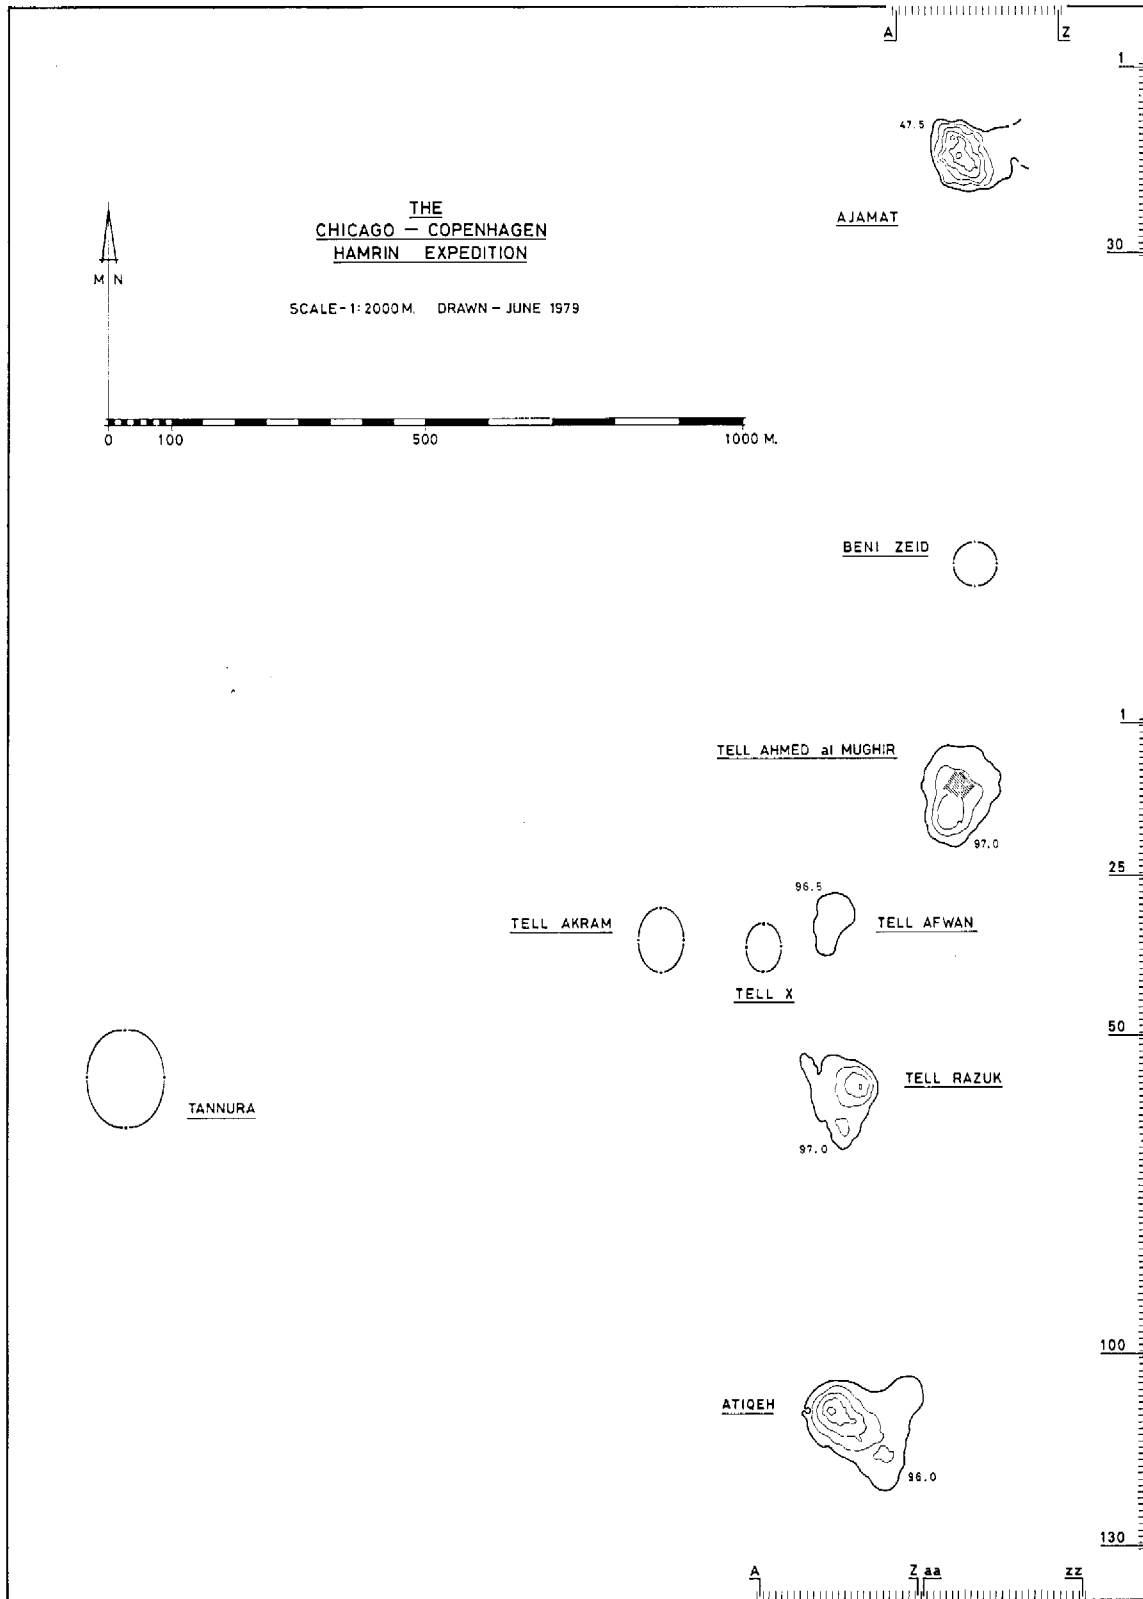 A Z
1
47.5
AJAMAT
30
THE
CHICAGO — COPENHAGEN
HAMRIN EXPEDITION
M N
SCALE - 1:2000 M. DRAWN — JUNE 1979
0 100 500 1000 M.
BENI ZEID
1
TELL AHMED al MUGHIR
97.0
25
96.5
TELL AKRAM
TELL AFWAN
TELL X
50
TELL RAZUK
TANNURA
97.0
100
ATIQEH
96.0
130
A Z aa zz